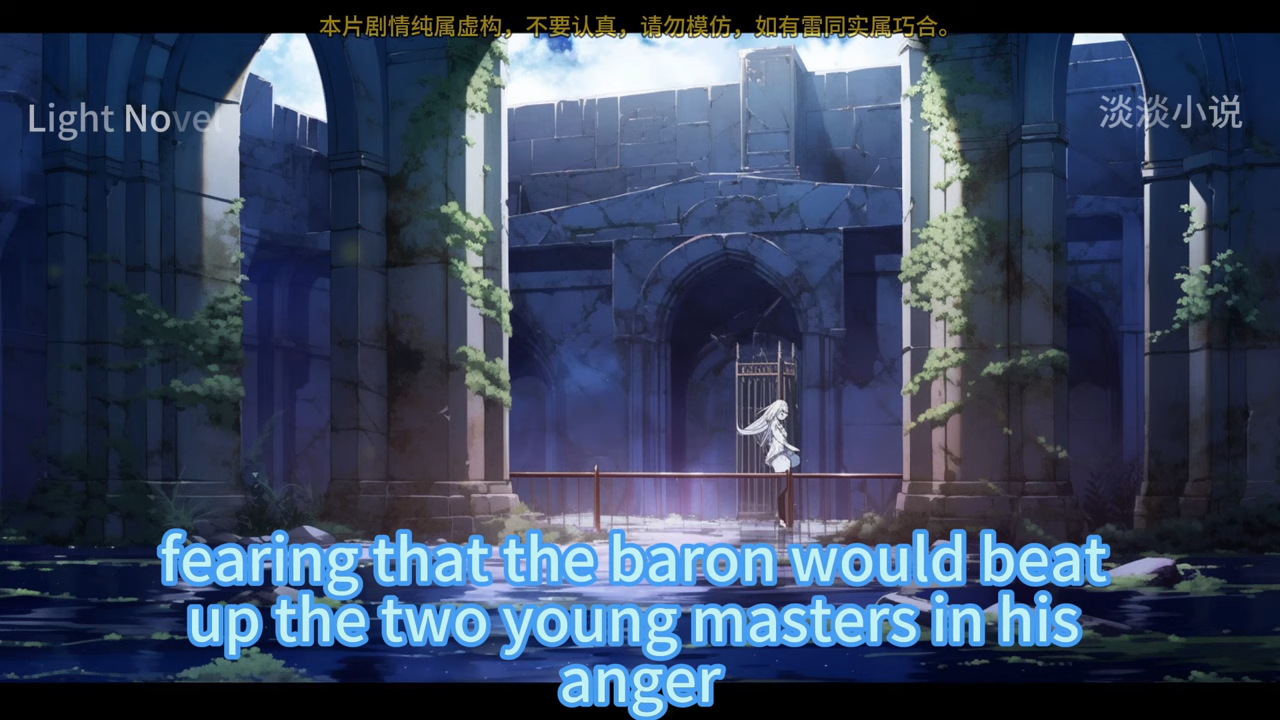 本片剧情纯属虚构，不要认真，请勿模仿，如有雷同实属巧合。
Light Novel
淡淡小说
fearing that the baron would beat
up the two young masters in his
anger